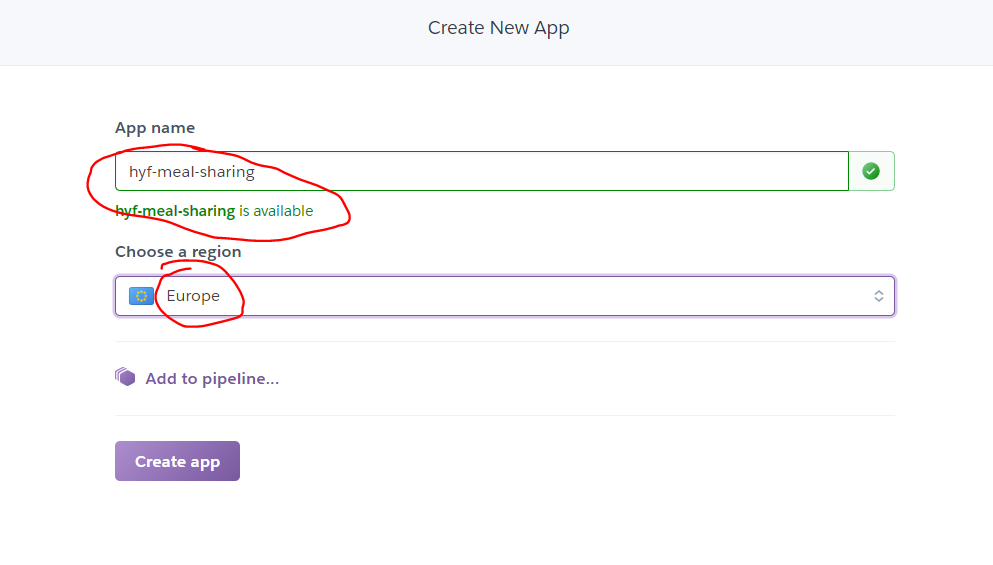 Create New App
App name
hyf-meal-sharing
hyf-meal-sharing is available
Choose a region
Europe
Add to pipeline...
Create app